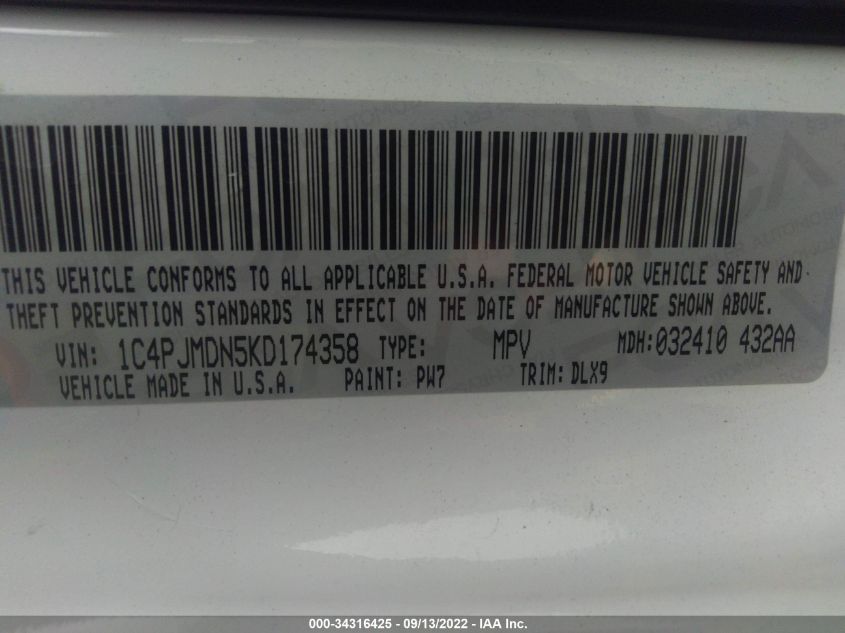 THIS VEHICLE CONFORMS TO ALL APPLICABLE U.S.A. FEDERAL MOTOR VEHICLE SAFETY AND
THEFT PREVENTION STANDARDS IN EFFECT ON THE DATE OF MANUFACTURE SHOWN ABOVE.
VIN: 1C4PJMDN5KD174358 TYPE: MPV MDH:032410 432AA
VEHICLE MADE IN U.S.A. PAINT: PW7 TRIM: DLX9
000-34316425 - 09/13/2022 - IAA Inc.